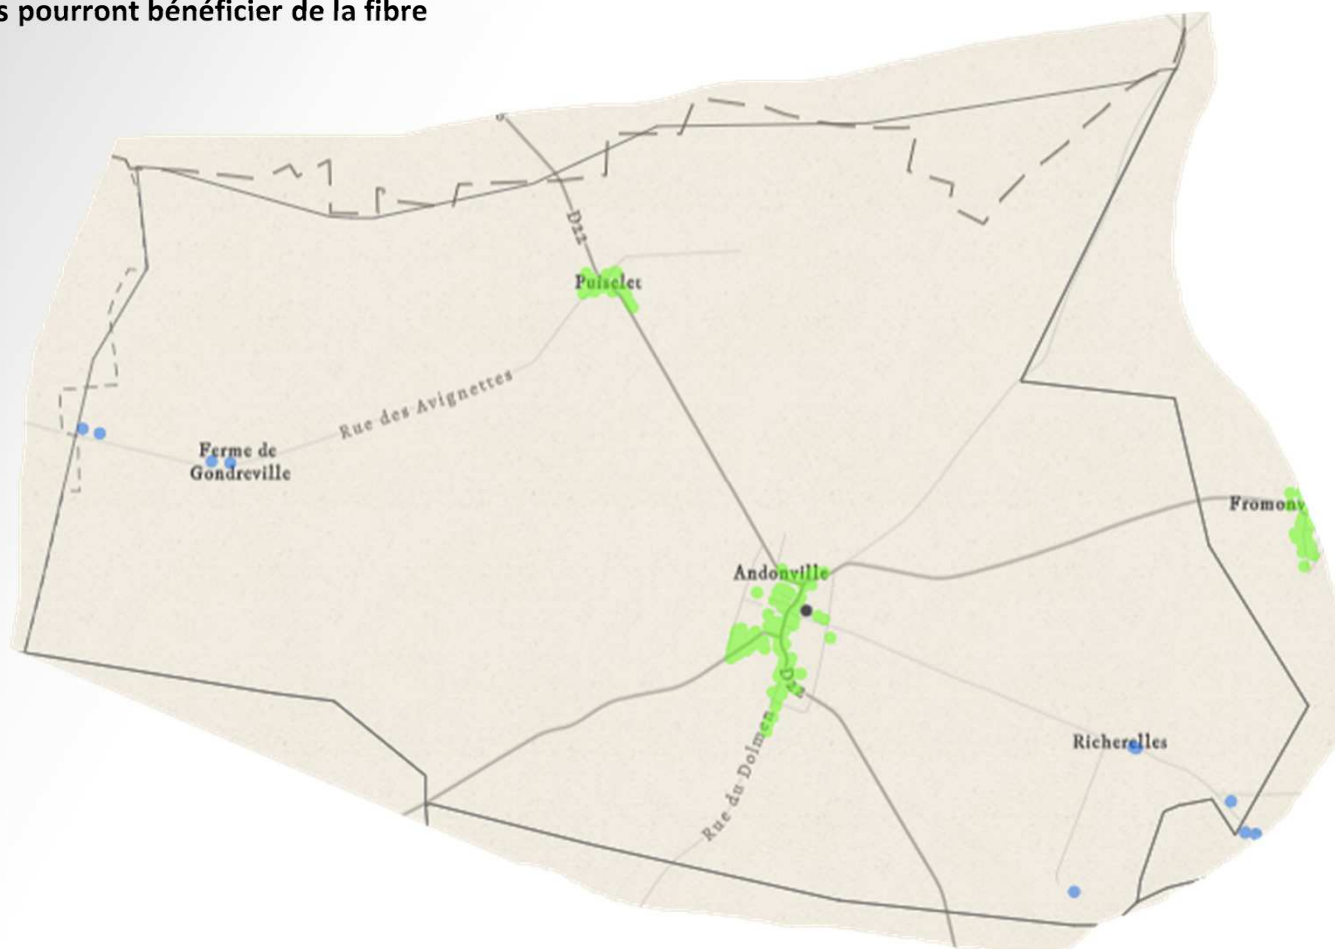 s pourront bénéficier de la fibre
D22
Puiselet
Rue des Avignettes
Ferme de
Gondreville
Fromonv
Andonville
D22
Richerelles
Rue du Dolmen